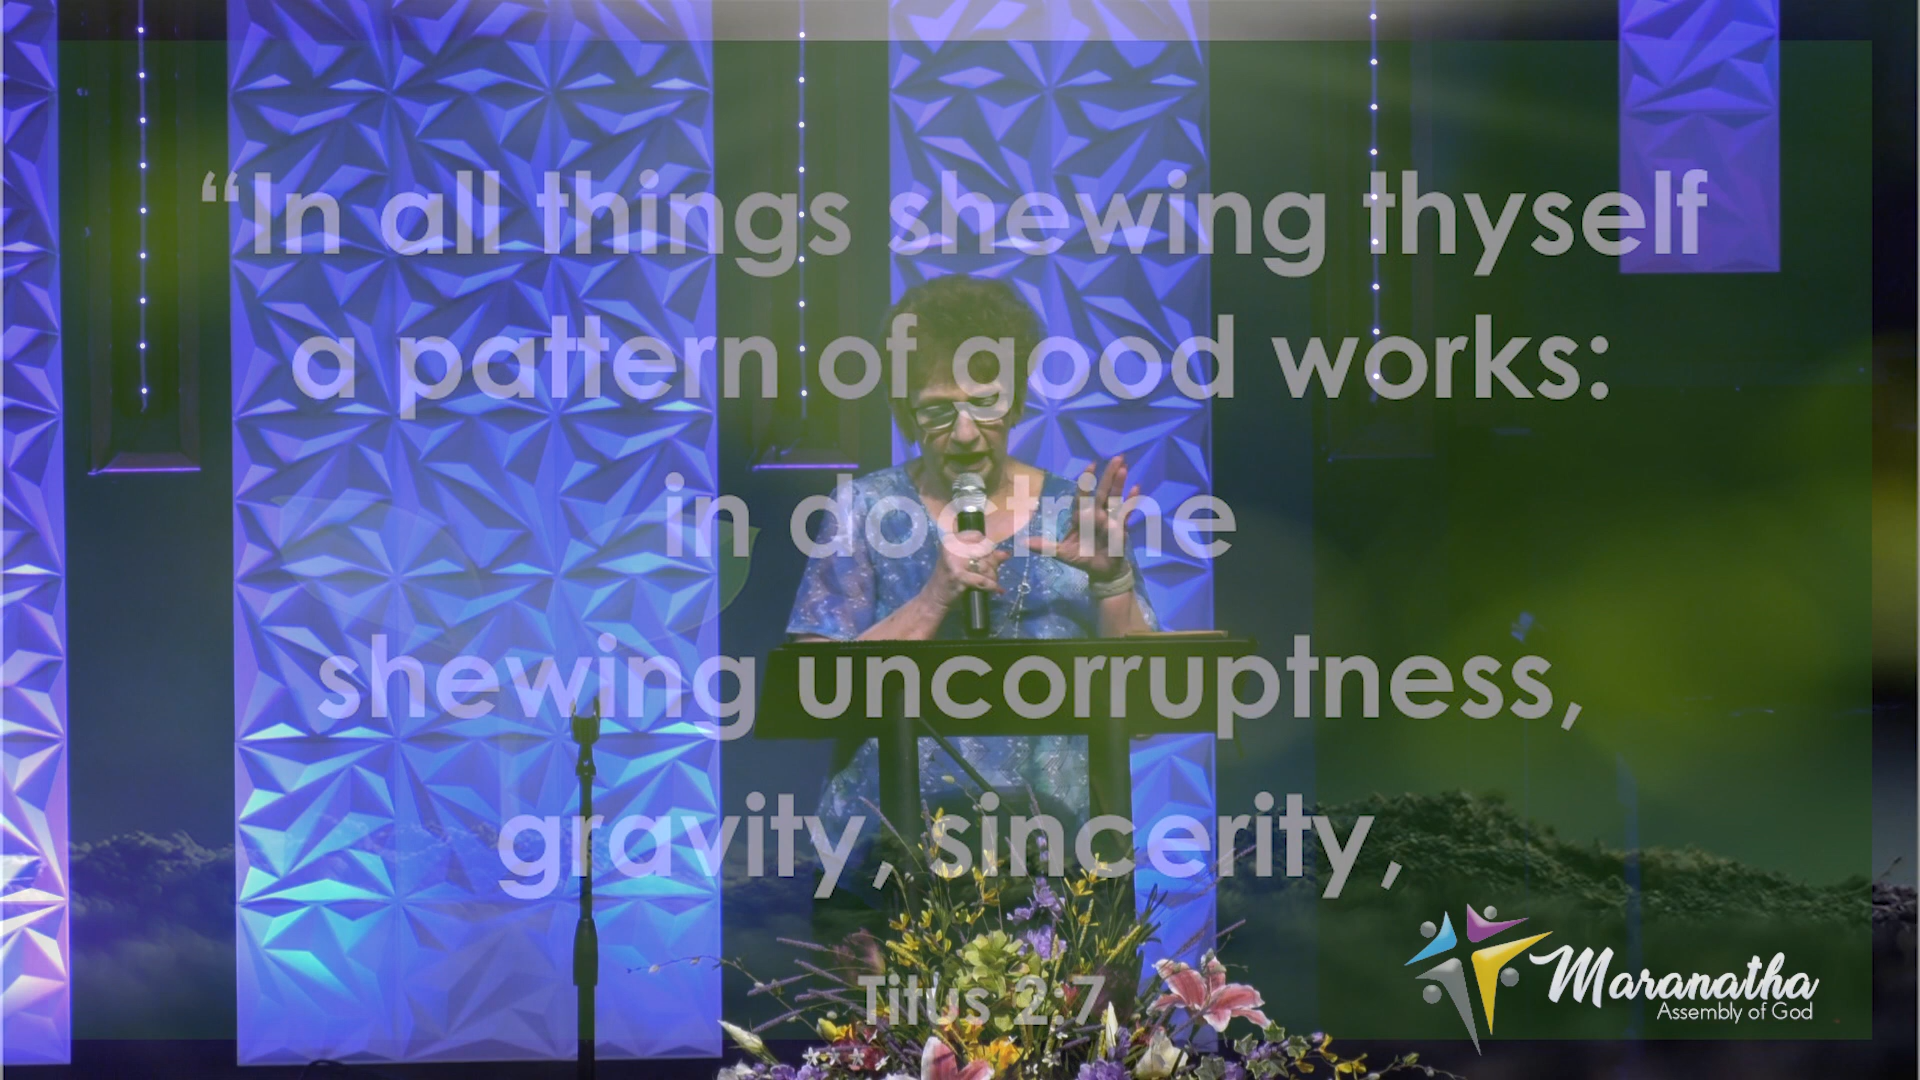 “In all things shewing thyself
a pattern of good works:
in doctrine
shewing uncorruptness,
gravity, sincerity,
Titus 2:7
Maranatha
Assembly of God